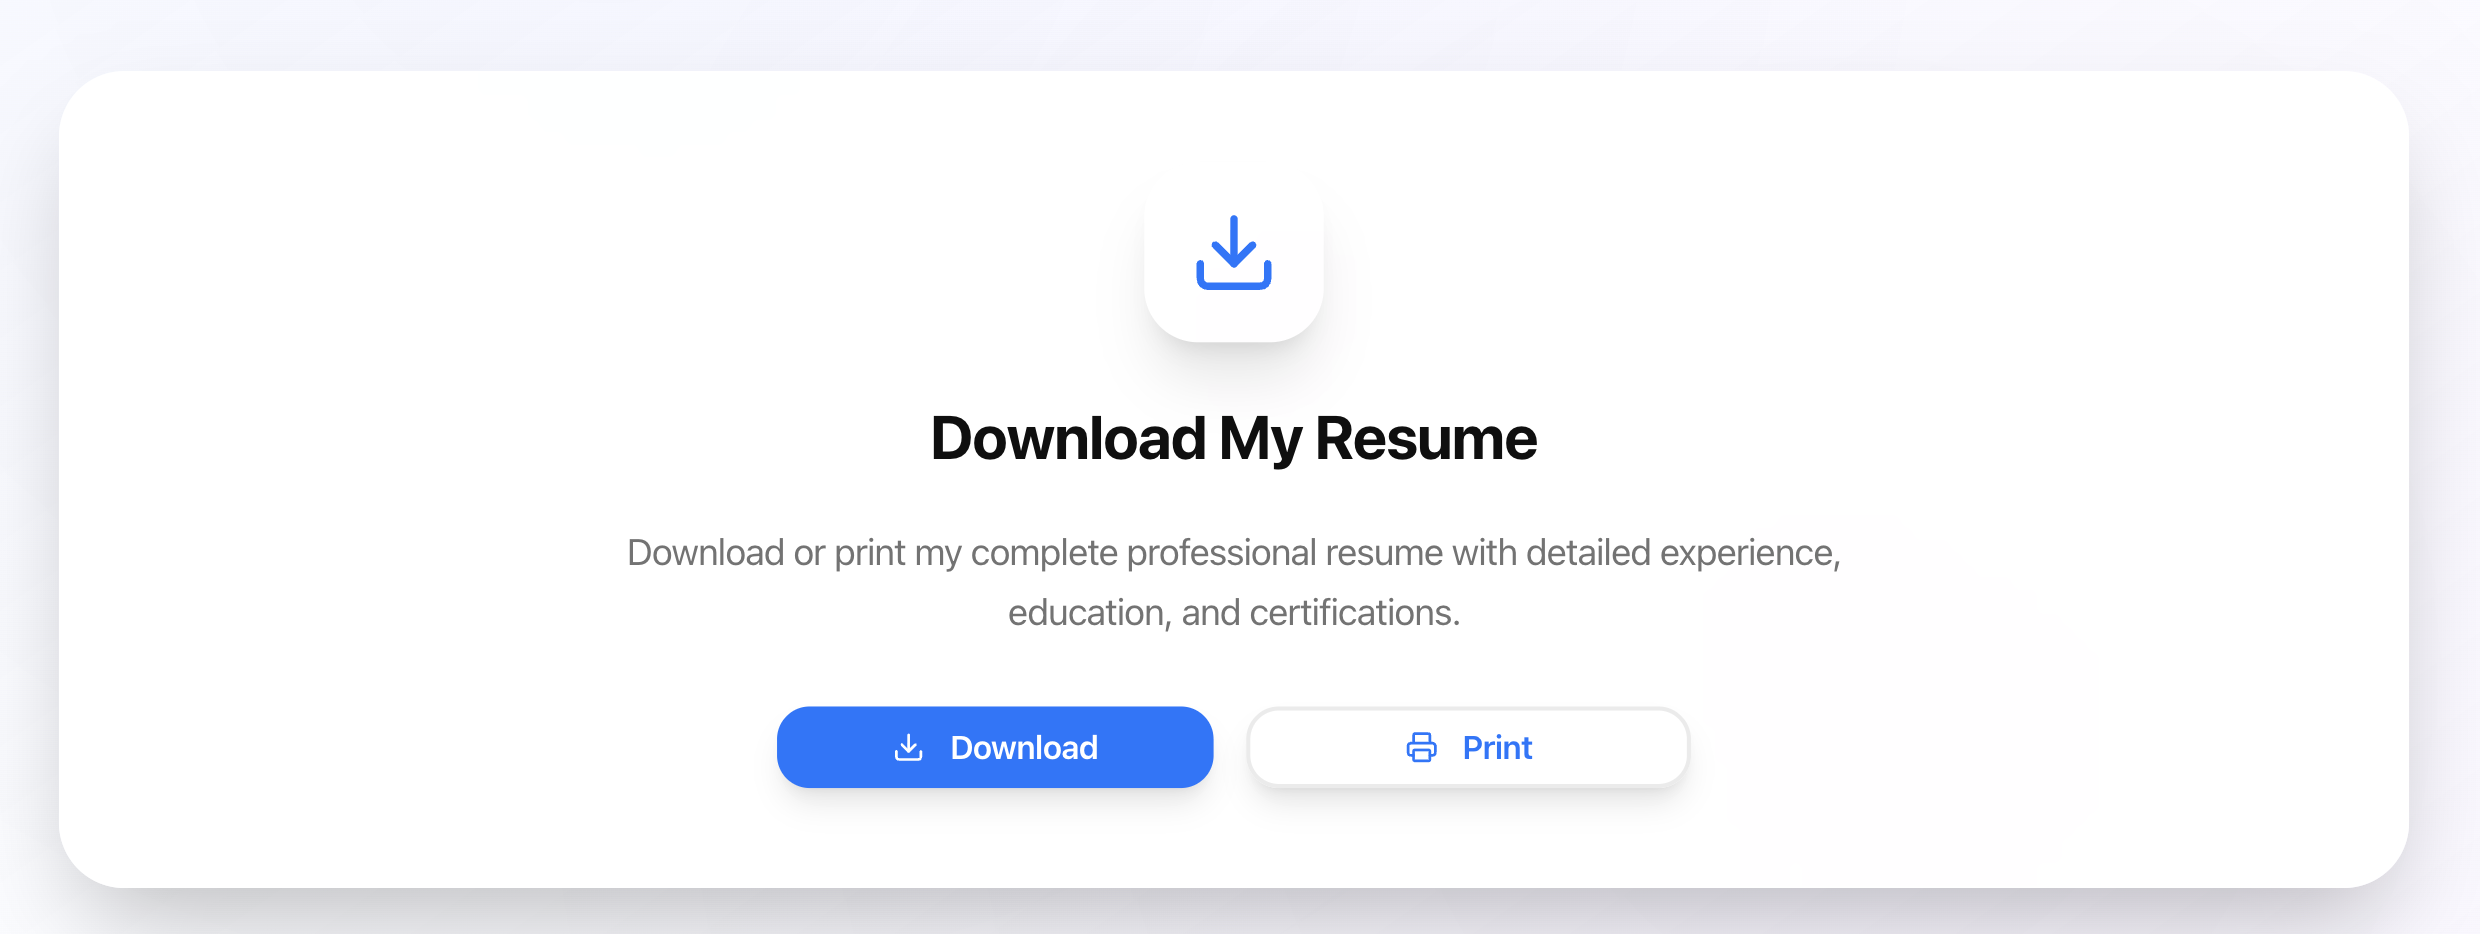 Download My Resume
Download or print my complete professional resume with detailed experience,
education, and certifications.
Download
Print